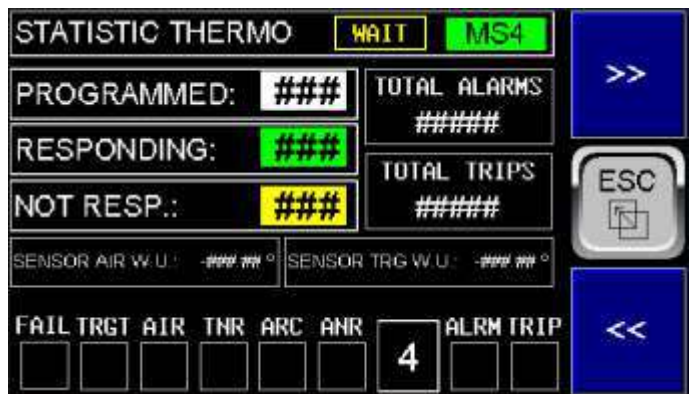 STATISTIC THERMO WAIT MS4
>>
PROGRAMMED: ###
TOTAL ALARMS
#####
RESPONDING: ###
TOTAL TRIPS
#####
ESC
NOT RESP.: ###
SENSOR AIR W.U.: -###.## °
SENSOR TRG W.U.: -###.## °
FAIL TRGT AIR TNR ARC ANR ALRM TRIP
4
<<